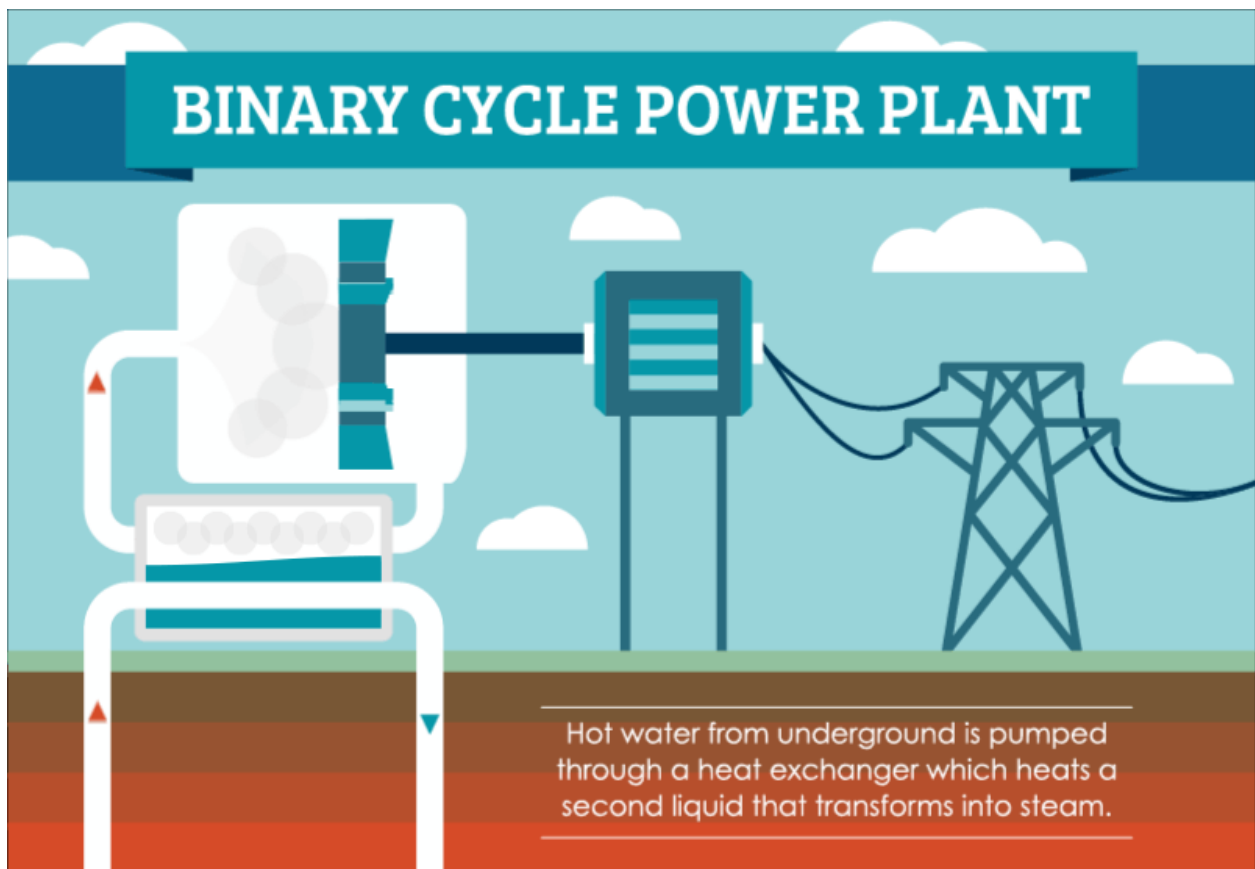 BINARY CYCLE POWER PLANT
Hot water from underground is pumped
through a heat exchanger which heats a
second liquid that transforms into steam.